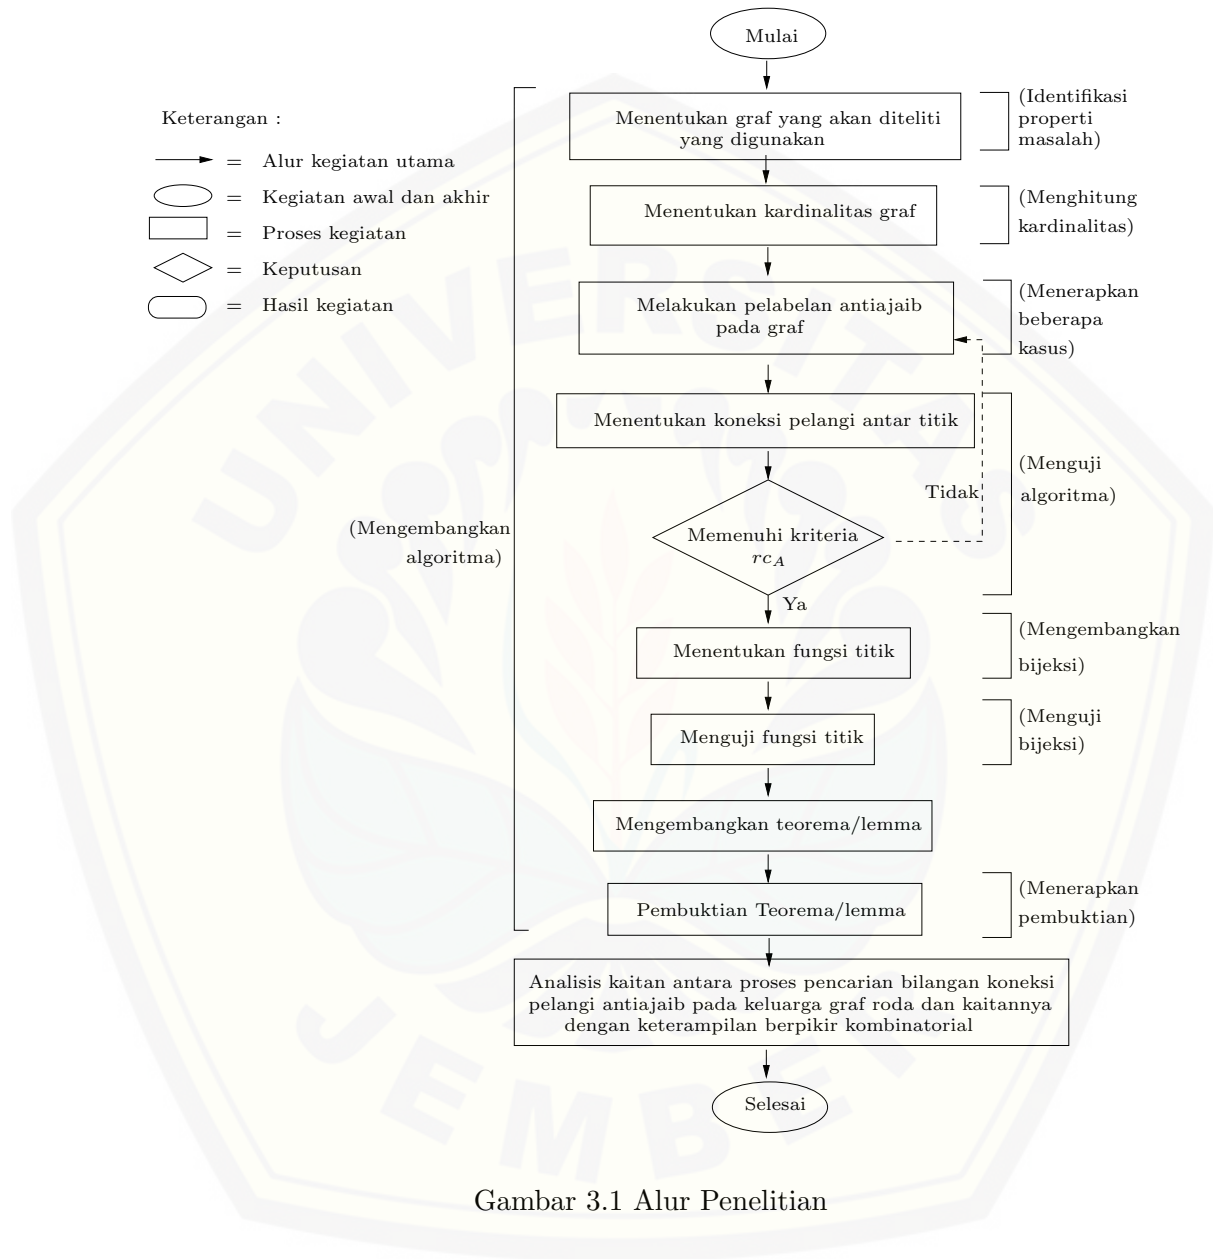 Mulai
Keterangan :
= Alur kegiatan utama
= Kegiatan awal dan akhir
= Proses kegiatan
= Keputusan
= Hasil kegiatan
(Mengembangkan
algoritma)
Menentukan graf yang akan diteliti
yang digunakan
(Identifikasi
properti
masalah)
Menentukan kardinalitas graf
(Menghitung
kardinalitas)
Melakukan pelabelan antiajaib
pada graf
(Menerapkan
beberapa
kasus)
Menentukan koneksi pelangi antar titik
(Menguji
algoritma)
Tidak
Memenuhi kriteria
rc_A
Ya
Menentukan fungsi titik
(Mengembangkan
bijeksi)
Menguji fungsi titik
(Menguji
bijeksi)
Mengembangkan teorema/lemma
Pembuktian Teorema/lemma
(Menerapkan
pembuktian)
Analisis kaitan antara proses pencarian bilangan koneksi
pelangi antiajaib pada keluarga graf roda dan kaitannya
dengan keterampilan berpikir kombinatorial
Selesai
Gambar 3.1 Alur Penelitian
UNIVERSITAS
JEMBER